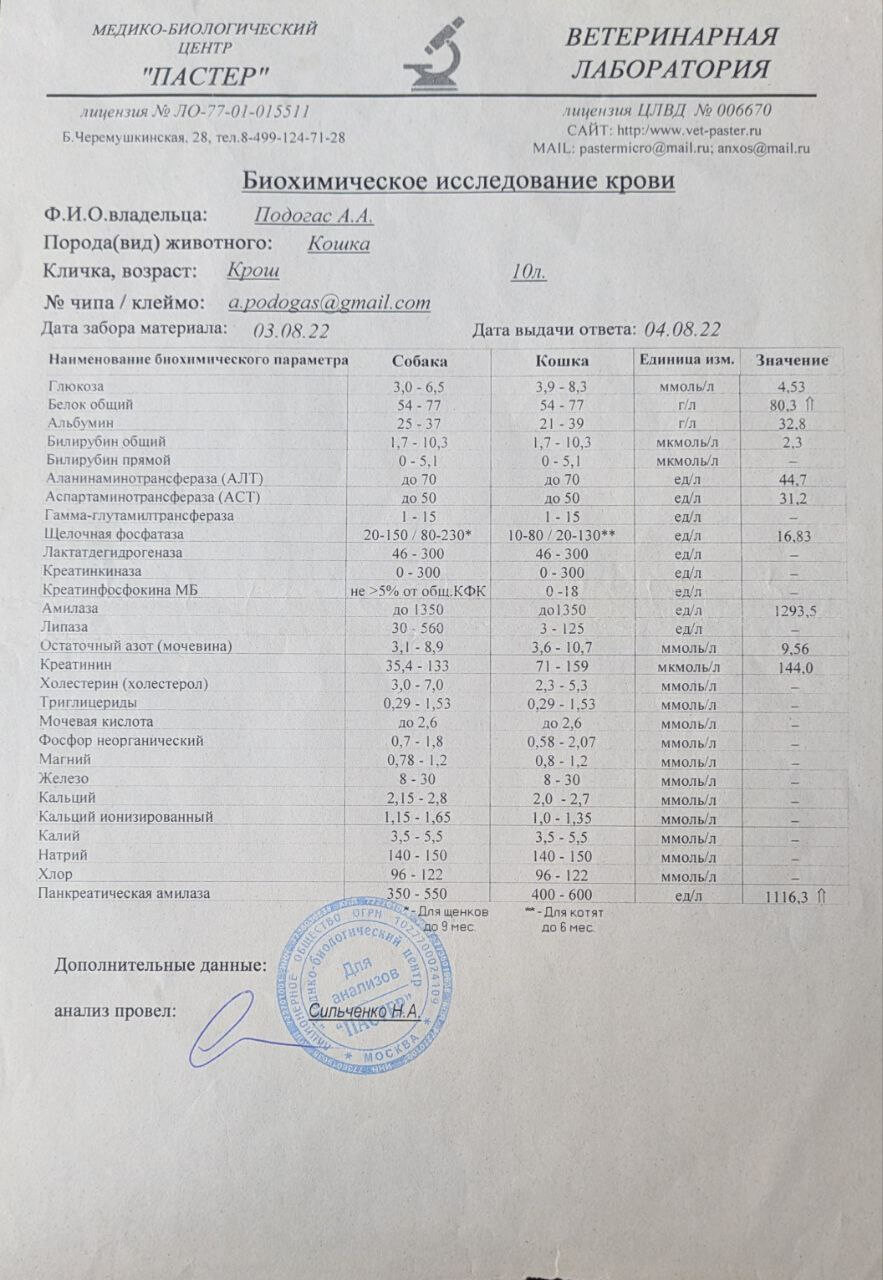 МЕДИКО-БИОЛОГИЧЕСКИЙ
ЦЕНТР
"ПАСТЕР"
ВЕТЕРИНАРНАЯ
ЛАБОРАТОРИЯ
лицензия № ЛО-77-01-015511
Б.Черемушкинская, 28, тел.8-499-124-71-28
лицензия ЦЛВД № 006670
САЙТ: http:/www.vet-paster.ru
MAIL: pastermicro@mail.ru; anxos@mail.ru
Биохимическое исследование крови
Ф.И.О.владельца: Подогас А.А.
Порода(вид) животного: Кошка
Кличка, возраст: Крош 10л.
№ чипа / клеймо: a.podogas@gmail.com
Дата забора материала: 03.08.22 Дата выдачи ответа: 04.08.22
Наименование биохимического параметра Собака Кошка Единица изм. Значение
Глюкоза 3,0 - 6,5 3,9 - 8,3 ммоль/л 4,53
Белок общий 54 - 77 54 - 77 г/л 80,3 ⇑
Альбумин 25 - 37 21 - 39 г/л 32,8
Билирубин общий 1,7 - 10,3 1,7 - 10,3 мкмоль/л 2,3
Билирубин прямой 0 - 5,1 0 - 5,1 мкмоль/л –
Аланинаминотрансфераза (АЛТ) до 70 до 70 ед/л 44,7
Аспартаминотрансфераза (АСТ) до 50 до 50 ед/л 31,2
Гамма-глутамилтрансфераза 1 - 15 1 - 15 ед/л –
Щелочная фосфатаза 20-150 / 80-230* 10-80 / 20-130** ед/л 16,83
Лактатдегидрогеназа 46 - 300 46 - 300 ед/л –
Креатинкиназа 0 - 300 0 - 300 ед/л –
Креатинфосфокина МБ не >5% от общ.КФК 0 -18 ед/л –
Амилаза до 1350 до1350 ед/л 1293,5
Липаза 30 - 560 3 - 125 ед/л –
Остаточный азот (мочевина) 3,1 - 8,9 3,6 - 10,7 ммоль/л 9,56
Креатинин 35,4 - 133 71 - 159 мкмоль/л 144,0
Холестерин (холестерол) 3,0 - 7,0 2,3 - 5,3 ммоль/л –
Триглицериды 0,29 - 1,53 0,29 - 1,53 ммоль/л –
Мочевая кислота до 2,6 до 2,6 ммоль/л –
Фосфор неорганический 0,7 - 1,8 0,58 - 2,07 ммоль/л –
Магний 0,78 - 1,2 0,8 - 1,2 ммоль/л –
Железо 8 - 30 8 - 30 ммоль/л –
Кальций 2,15 - 2,8 2,0 - 2,7 ммоль/л –
Кальций ионизированный 1,15 - 1,65 1,0 - 1,35 ммоль/л –
Калий 3,5 - 5,5 3,5 - 5,5 ммоль/л –
Натрий 140 - 150 140 - 150 ммоль/л –
Хлор 96 - 122 96 - 122 ммоль/л –
Панкреатическая амилаза 350 - 550 400 - 600 ед/л 1116,3 ⇑
* - Для щенков ** - Для котят
до 9 мес. до 6 мес.
Дополнительные данные:
анализ провел: Сильченко Н.А.
ОБЩЕСТВО ОГРН 1027700024109
медико-биологический центр
Для
анализов
"ПАСТЕР"
* МОСКВА *